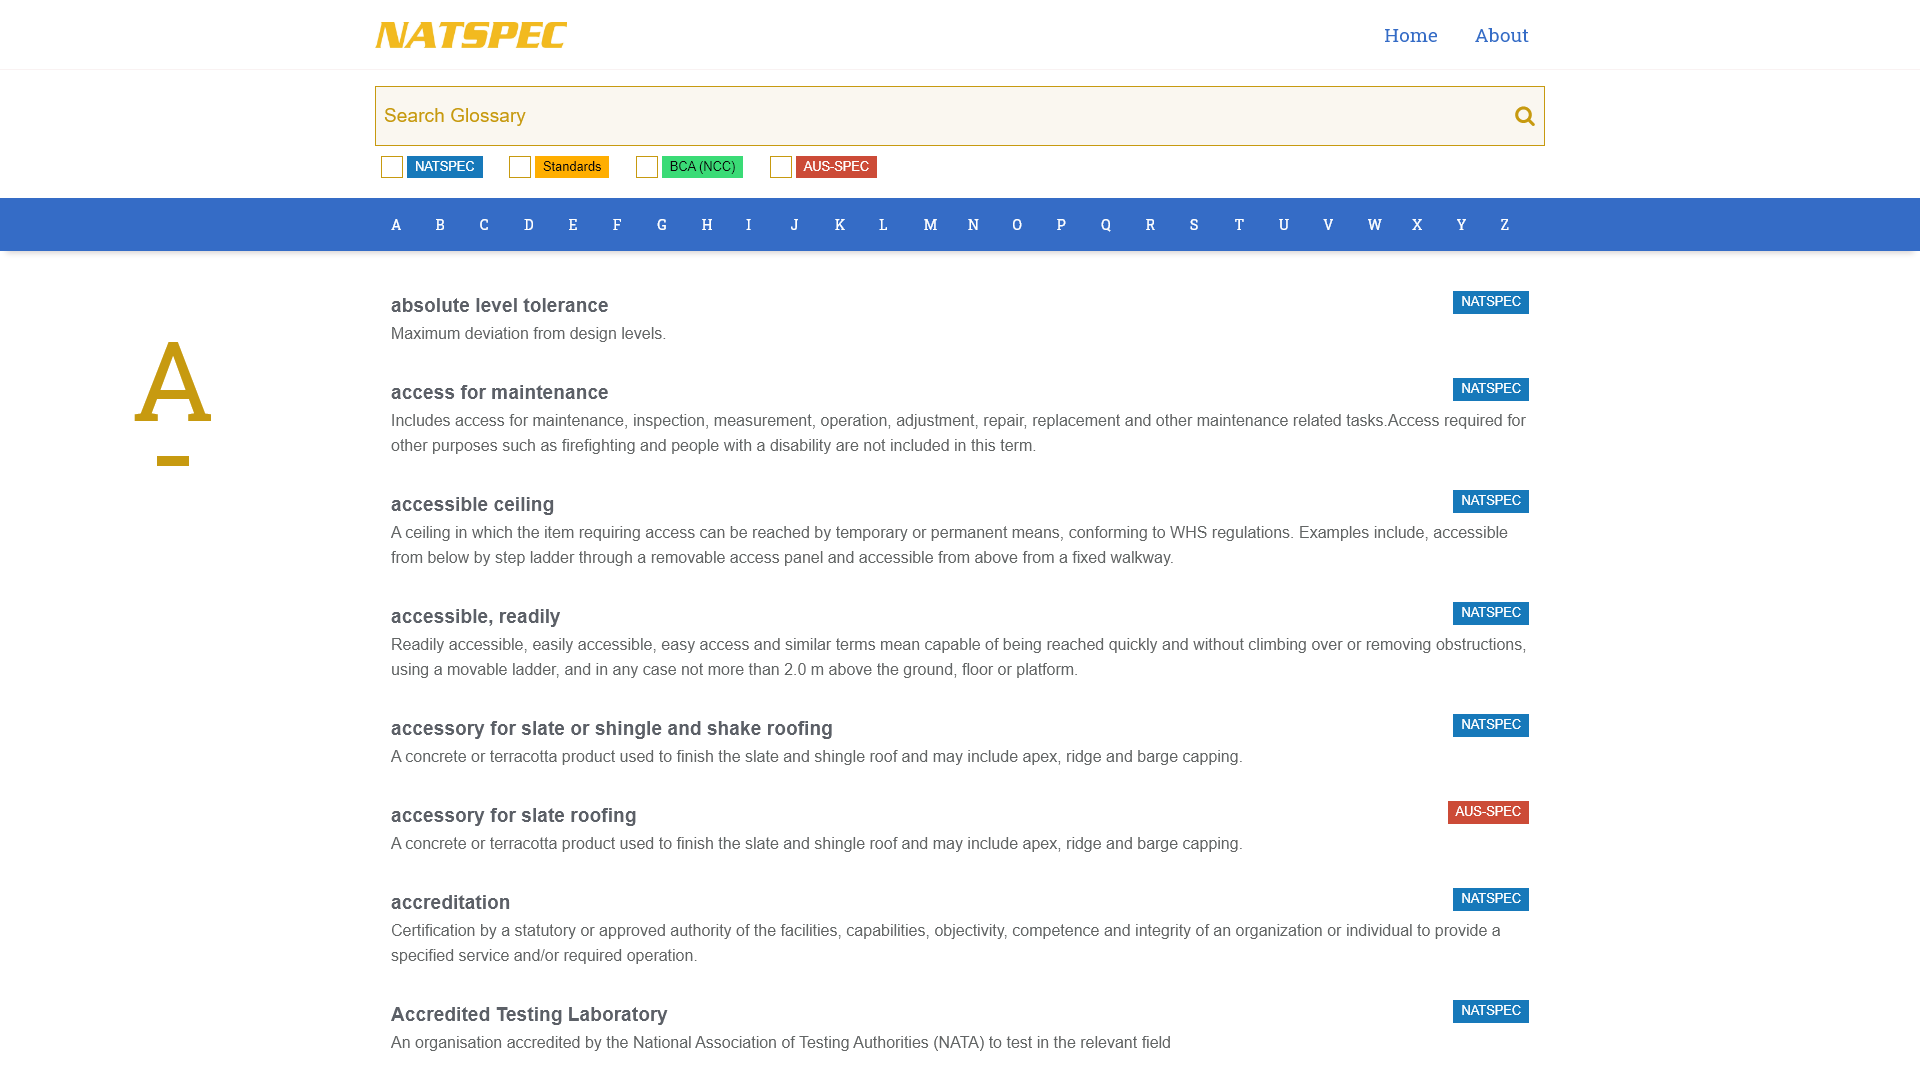 NATSPEC
Home About
Search Glossary
NATSPEC Standards BCA (NCC) AUS-SPEC
A B C D E F G H I J K L M N O P Q R S T U V W X Y Z
A
absolute level tolerance NATSPEC
Maximum deviation from design levels.
access for maintenance NATSPEC
Includes access for maintenance, inspection, measurement, operation, adjustment, repair, replacement and other maintenance related tasks.Access required for
other purposes such as firefighting and people with a disability are not included in this term.
accessible ceiling NATSPEC
A ceiling in which the item requiring access can be reached by temporary or permanent means, conforming to WHS regulations. Examples include, accessible
from below by step ladder through a removable access panel and accessible from above from a fixed walkway.
accessible, readily NATSPEC
Readily accessible, easily accessible, easy access and similar terms mean capable of being reached quickly and without climbing over or removing obstructions,
using a movable ladder, and in any case not more than 2.0 m above the ground, floor or platform.
accessory for slate or shingle and shake roofing NATSPEC
A concrete or terracotta product used to finish the slate and shingle roof and may include apex, ridge and barge capping.
accessory for slate roofing AUS-SPEC
A concrete or terracotta product used to finish the slate and shingle roof and may include apex, ridge and barge capping.
accreditation NATSPEC
Certification by a statutory or approved authority of the facilities, capabilities, objectivity, competence and integrity of an organization or individual to provide a
specified service and/or required operation.
Accredited Testing Laboratory NATSPEC
An organisation accredited by the National Association of Testing Authorities (NATA) to test in the relevant field